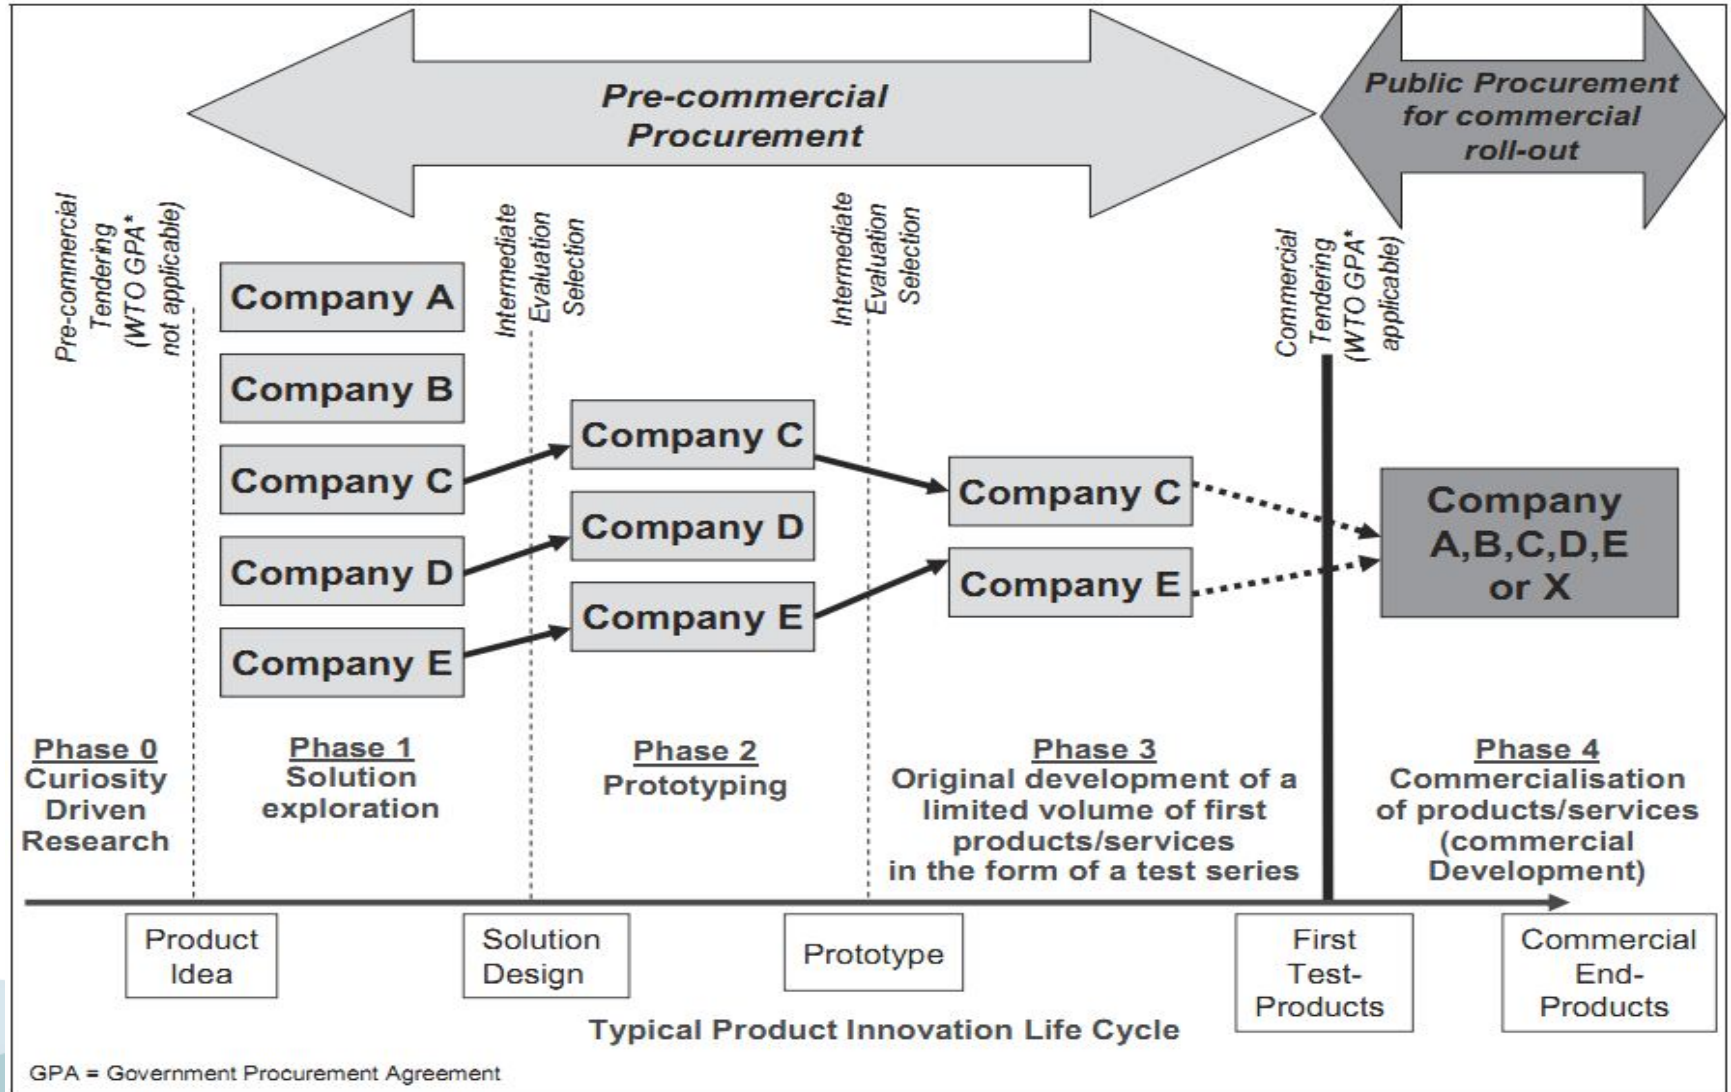 Pre-commercial
Procurement
Public Procurement
for commercial
roll-out
Pre-commercial
Tendering
(WTO GPA*
not applicable)
Intermediate
Evaluation
Selection
Intermediate
Evaluation
Selection
Commercial
Tendering
(WTO GPA*
applicable)
Company A
Company B
Company C
Company D
Company E
Company C
Company D
Company E
Company C
Company E
Company
A,B,C,D,E
or X
Phase 0
Curiosity
Driven
Research
Phase 1
Solution
exploration
Phase 2
Prototyping
Phase 3
Original development of a
limited volume of first
products/services
in the form of a test series
Phase 4
Commercialisation
of products/services
(commercial
Development)
Product
Idea
Solution
Design
Prototype
First
Test-
Products
Commercial
End-
Products
Typical Product Innovation Life Cycle
GPA = Government Procurement Agreement